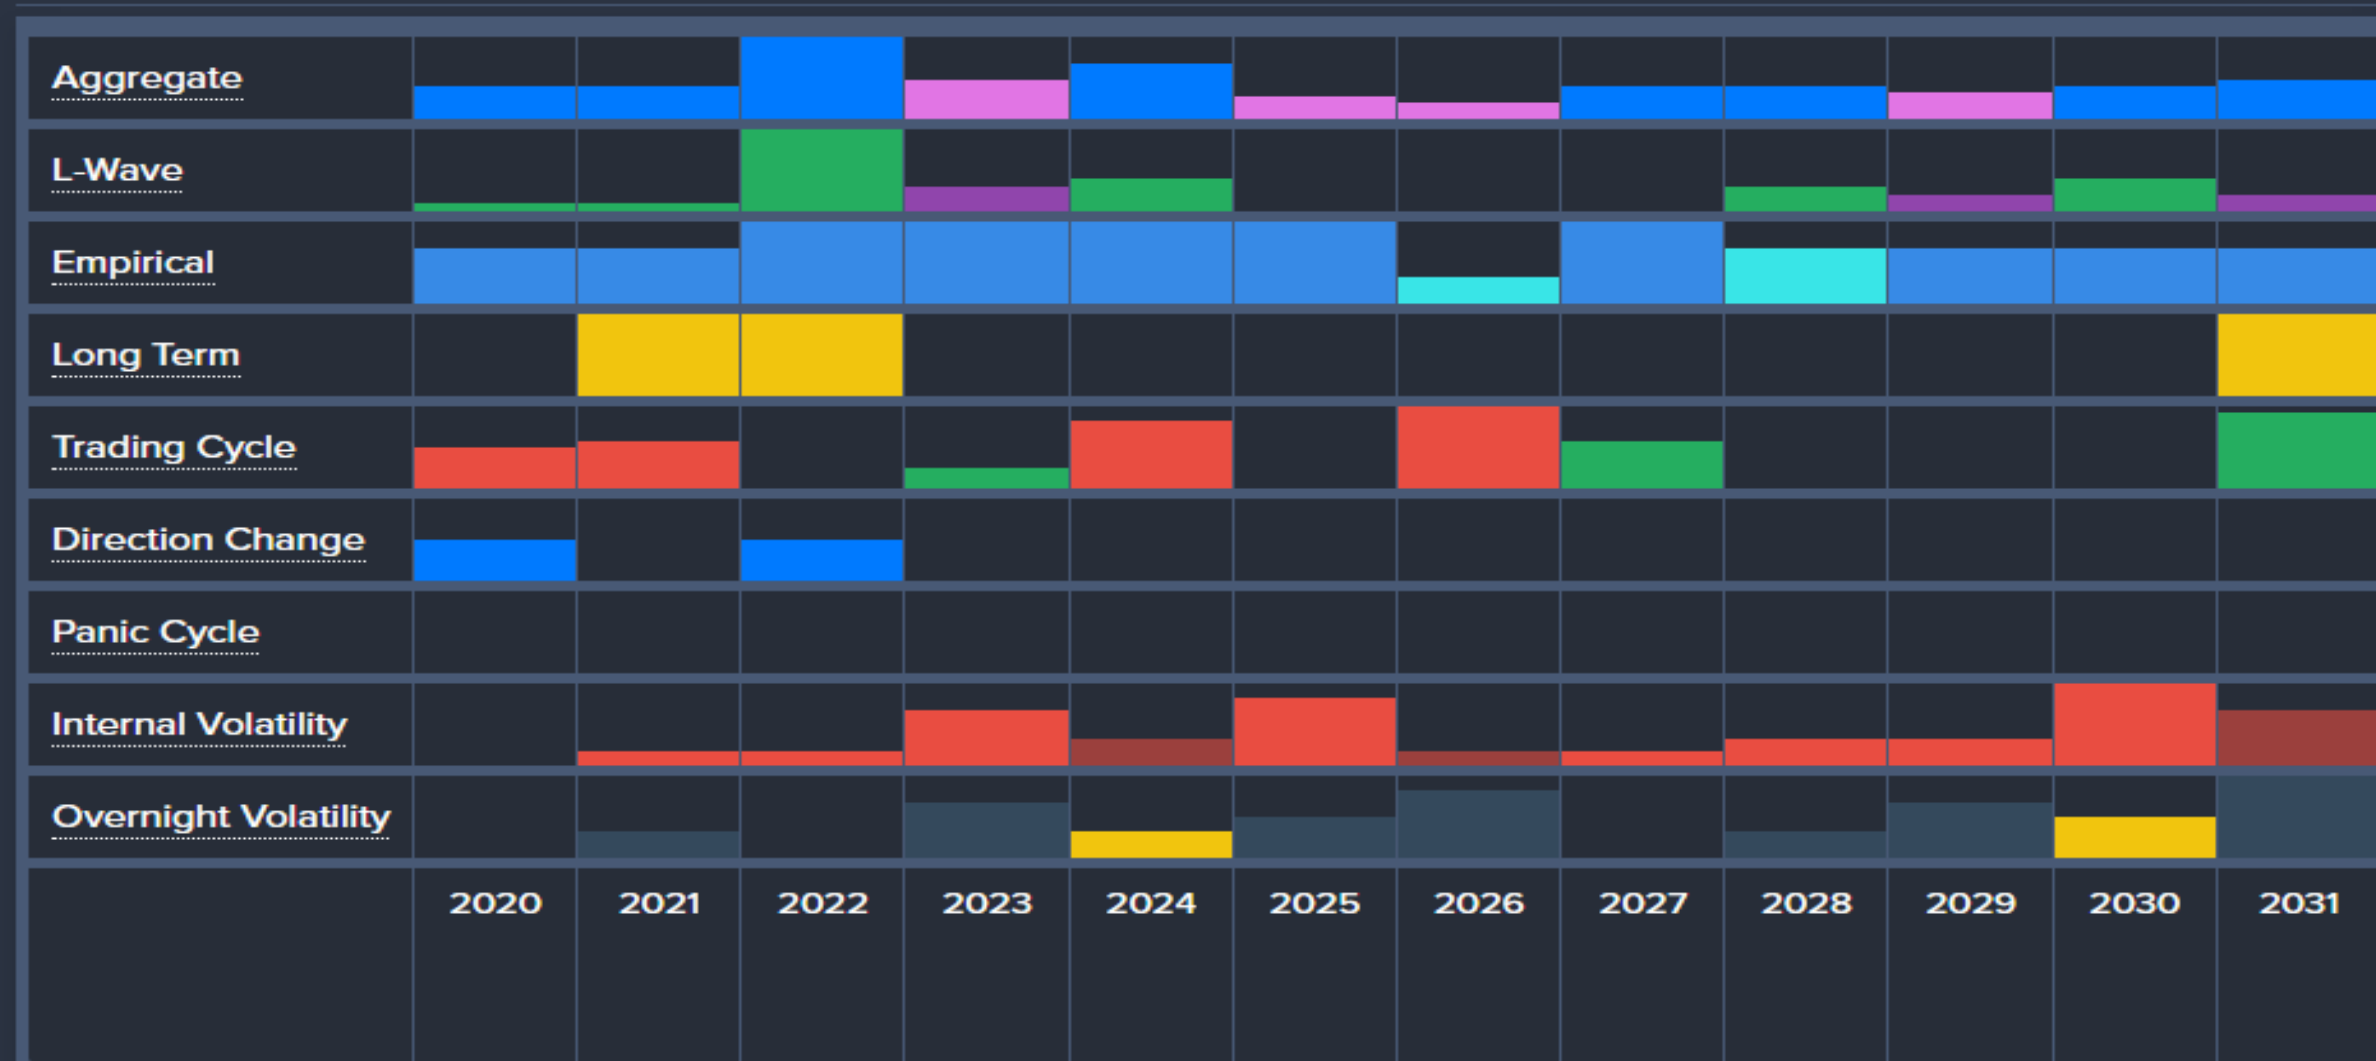 Aggregate
L-Wave
Empirical
Long Term
Trading Cycle
Direction Change
Panic Cycle
Internal Volatility
Overnight Volatility
2020 2021 2022 2023 2024 2025 2026 2027 2028 2029 2030 2031